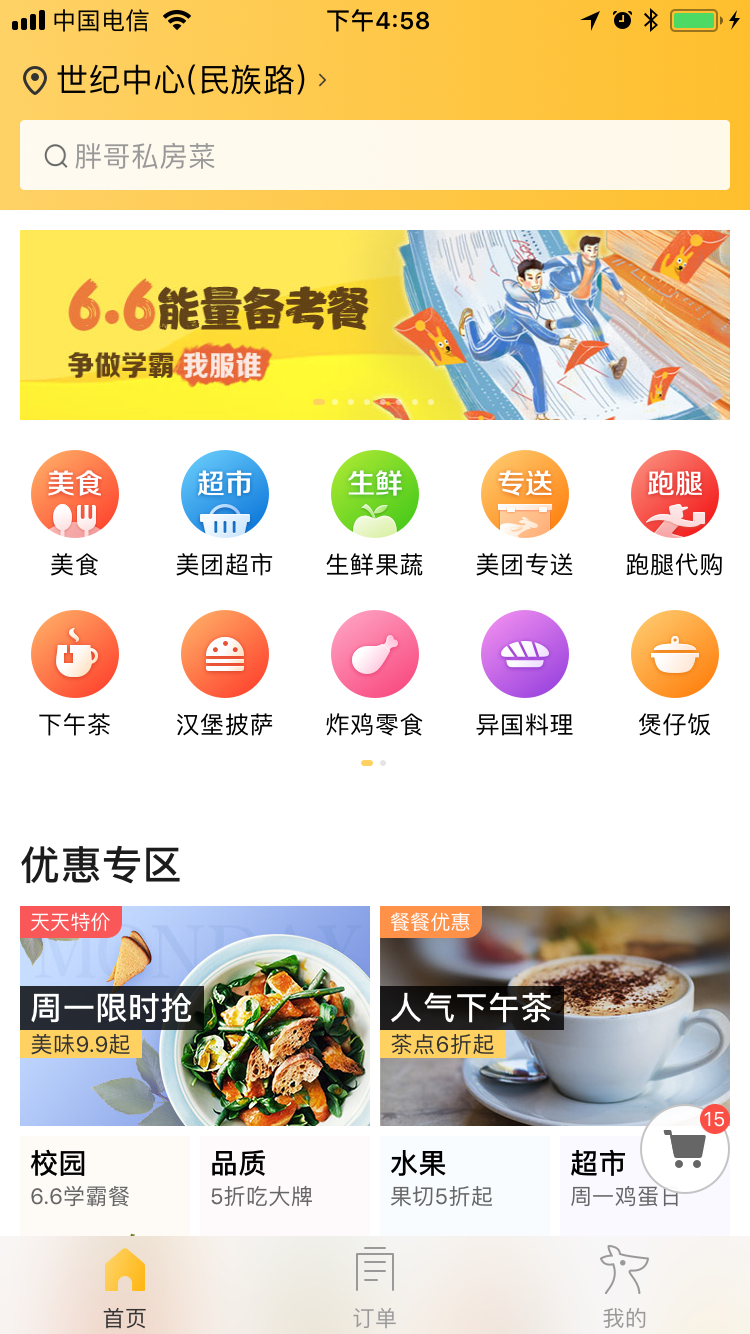 中国电信
下午4:58
世纪中心(民族路)
胖哥私房菜
6.6能量备考餐
争做学霸 我服谁
美食 超市 生鲜 专送 跑腿
美食 美团超市 生鲜果蔬 美团专送 跑腿代购
下午茶 汉堡披萨 炸鸡零食 异国料理 煲仔饭
优惠专区
天天特价
MONDAY
周一限时抢
美味9.9起
餐餐优惠
人气下午茶
茶点6折起
15
校园 品质 水果 超市
6.6学霸餐 5折吃大牌 果切5折起 周一鸡蛋日
首页 订单 我的